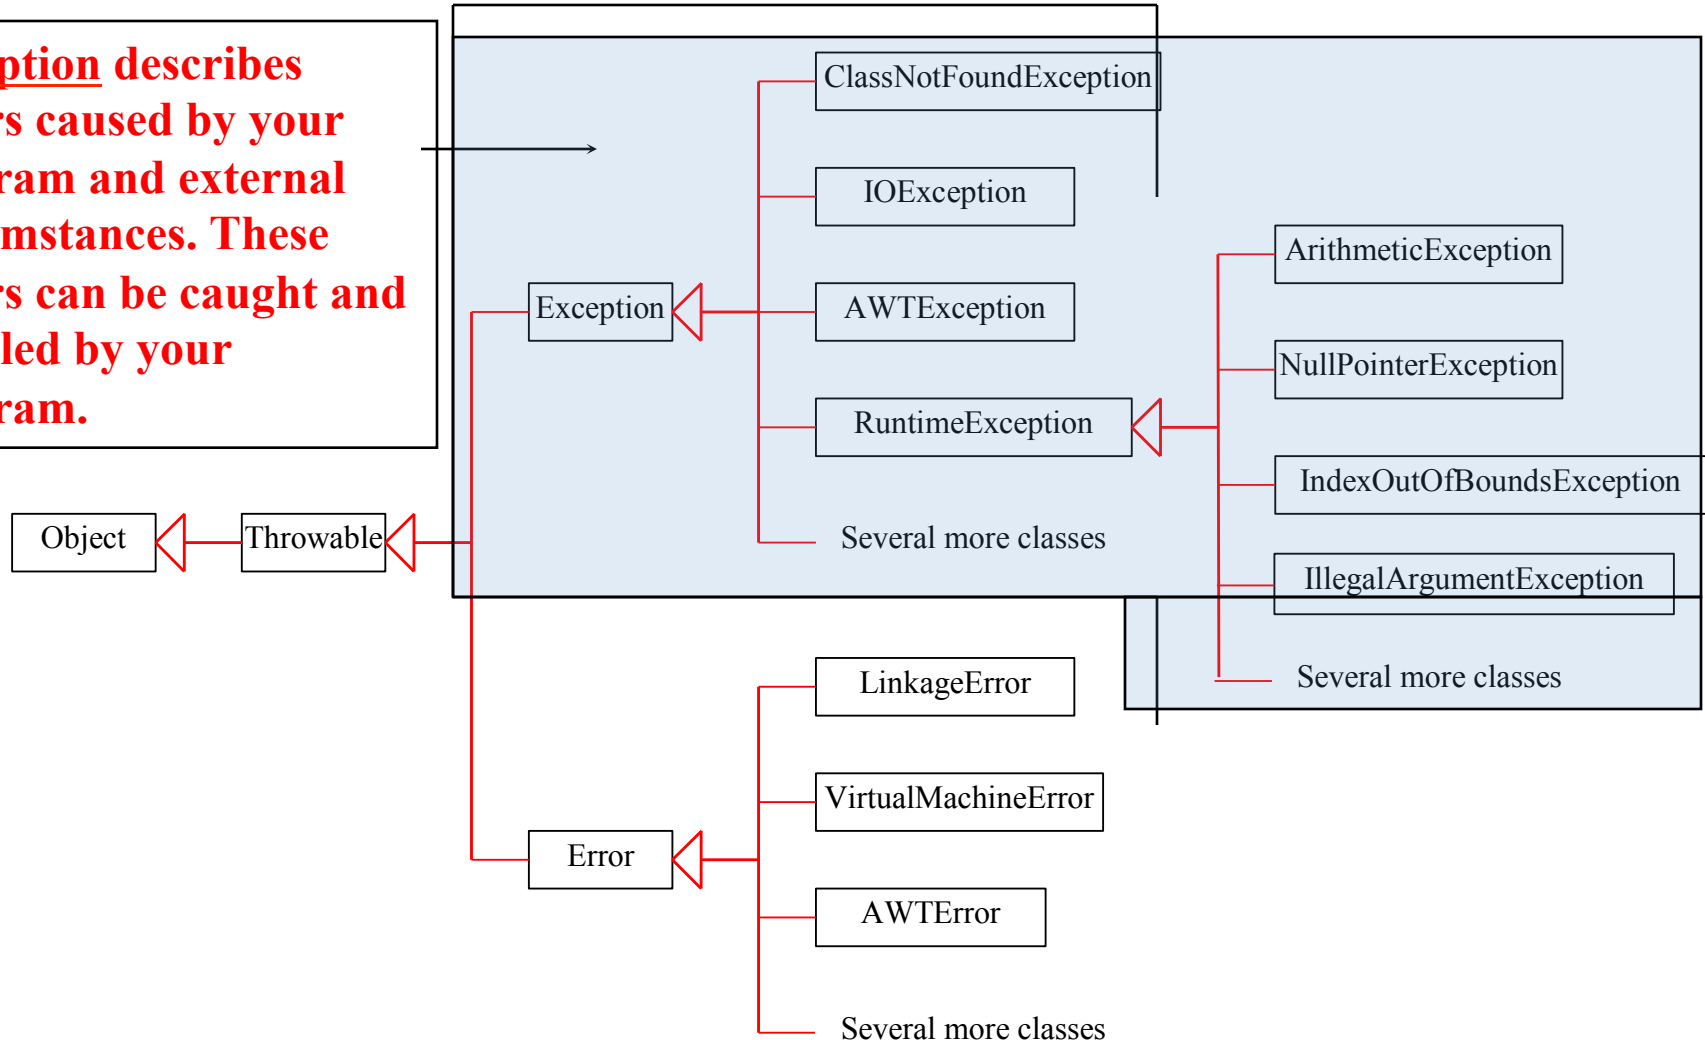 ption describes
rs caused by your
ram and external
mstances. These
rs can be caught and
led by your
ram.
ClassNotFoundException
IOException
ArithmeticException
Exception
AWTException
NullPointerException
RuntimeException
IndexOutOfBoundsException
Object
Throwable
Several more classes
IllegalArgumentException
Several more classes
LinkageError
VirtualMachineError
Error
AWTError
Several more classes